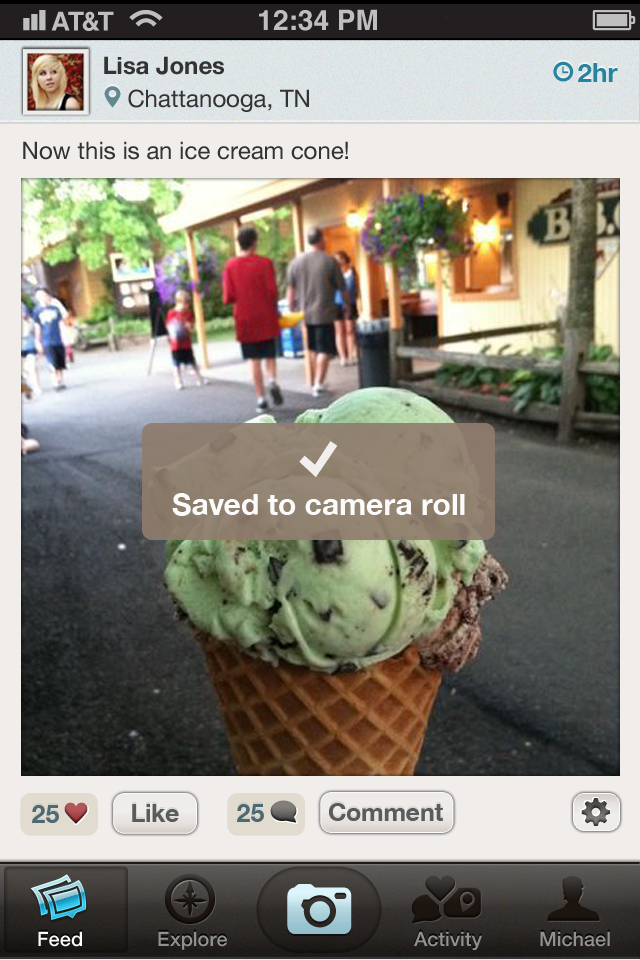 AT&T 12:34 PM
Lisa Jones
2hr
Chattanooga, TN
Now this is an ice cream cone!
Saved to camera roll
25 Like 25 Comment
Feed Explore Activity Michael